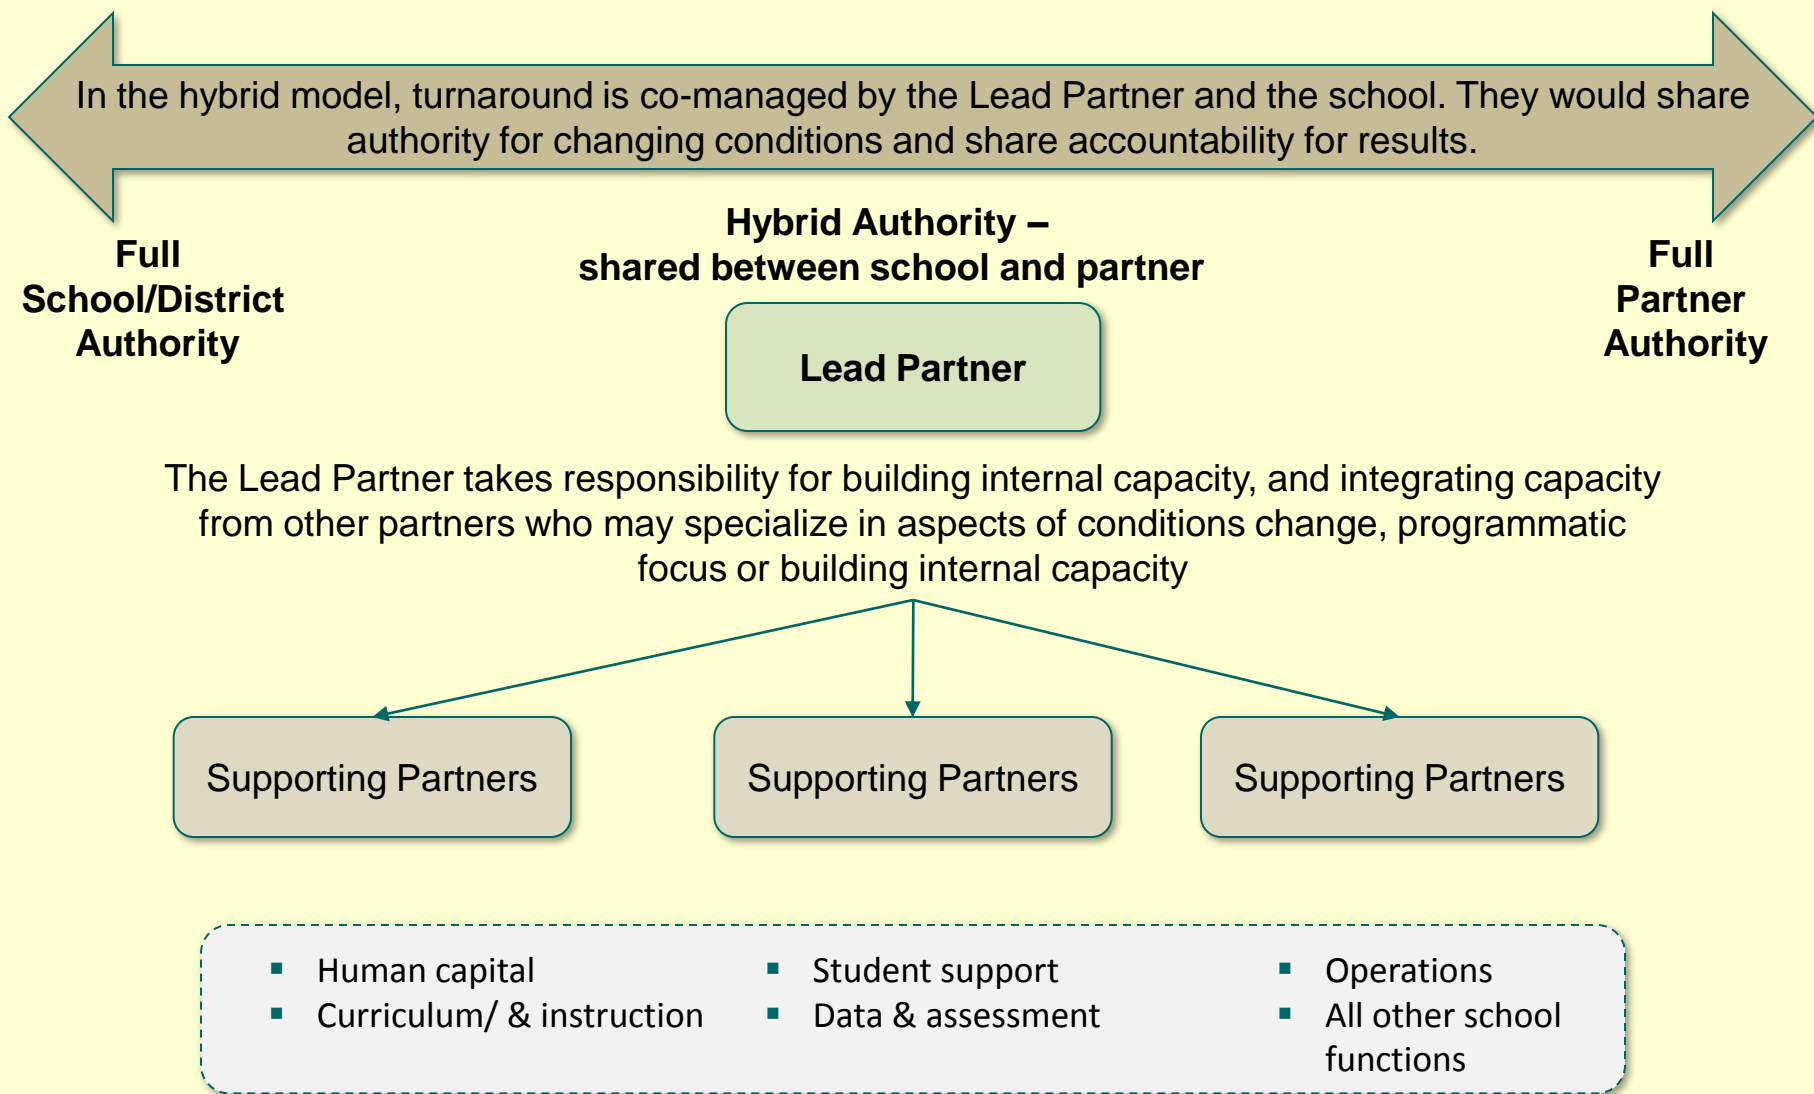 In the hybrid model, turnaround is co-managed by the Lead Partner and the school. They would share
authority for changing conditions and share accountability for results.
Full
School/District
Authority
Hybrid Authority –
shared between school and partner
Full
Partner
Authority
Lead Partner
The Lead Partner takes responsibility for building internal capacity, and integrating capacity
from other partners who may specialize in aspects of conditions change, programmatic
focus or building internal capacity
Supporting Partners
Supporting Partners
Supporting Partners
▪ Human capital
▪ Curriculum/ & instruction
▪ Student support
▪ Data & assessment
▪ Operations
▪ All other school
functions